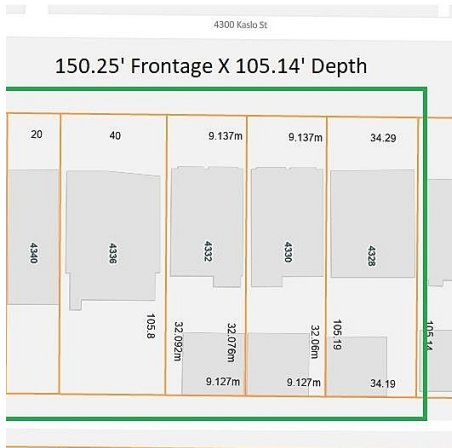 4300 Kaslo St
150.25' Frontage X 105.14' Depth
20
40
9.137m
9.137m
34.29
4340
4336
4332
4330
4328
105.8
32.092m
32.076m
32.06m
105.19
105.14
9.127m
9.127m
34.19